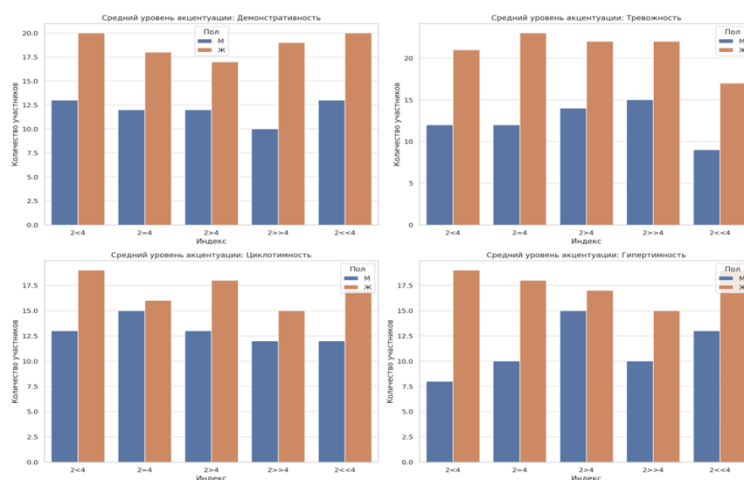 Средний уровень акцентуации: Демонстративность
Количество участников
20.0
17.5
15.0
12.5
10.0
7.5
5.0
2.5
0.0
Пол
М
Ж
2<4
2=4
2>4
2>>4
2<<4
Индекс
Средний уровень акцентуации: Тревожность
Количество участников
20
15
10
5
0
Пол
М
Ж
2<4
2=4
2>4
2>>4
2<<4
Индекс
Средний уровень акцентуации: Циклотимность
Количество участников
17.5
15.0
12.5
10.0
7.5
5.0
2.5
0.0
Пол
М
Ж
2<4
2=4
2>4
2>>4
2<<4
Индекс
Средний уровень акцентуации: Гипертимность
Количество участников
17.5
15.0
12.5
10.0
7.5
5.0
2.5
0.0
Пол
М
Ж
2<4
2=4
2>4
2>>4
2<<4
Индекс